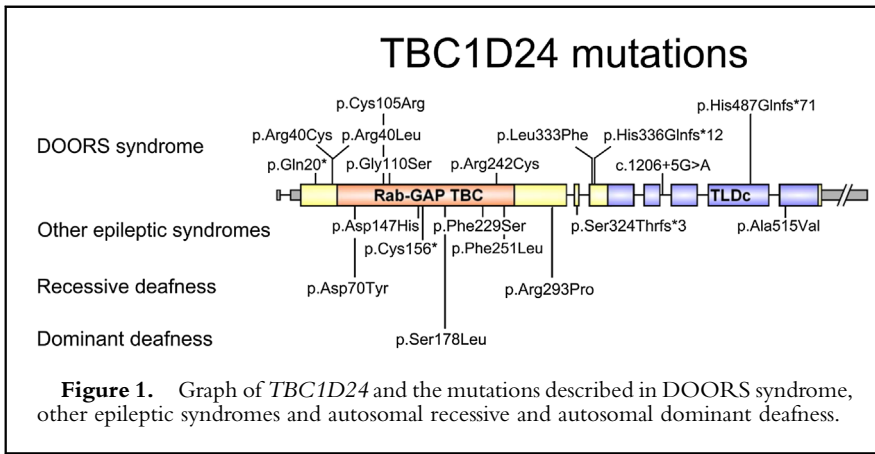 TBC1D24 mutations
p.Cys105Arg
p.His487Glnfs*71
DOORS syndrome
p.Arg40Cys p.Arg40Leu p.Leu333Phe p.His336Glnfs*12
p.Gln20* p.Gly110Ser p.Arg242Cys c.1206+5G>A
Rab-GAP TBC TLDc
Other epileptic syndromes p.Asp147His p.Phe229Ser p.Ser324Thrfs*3 p.Ala515Val
p.Cys156* p.Phe251Leu
Recessive deafness p.Asp70Tyr p.Arg293Pro
Dominant deafness p.Ser178Leu
Figure 1. Graph of TBC1D24 and the mutations described in DOORS syndrome,
other epileptic syndromes and autosomal recessive and autosomal dominant deafness.